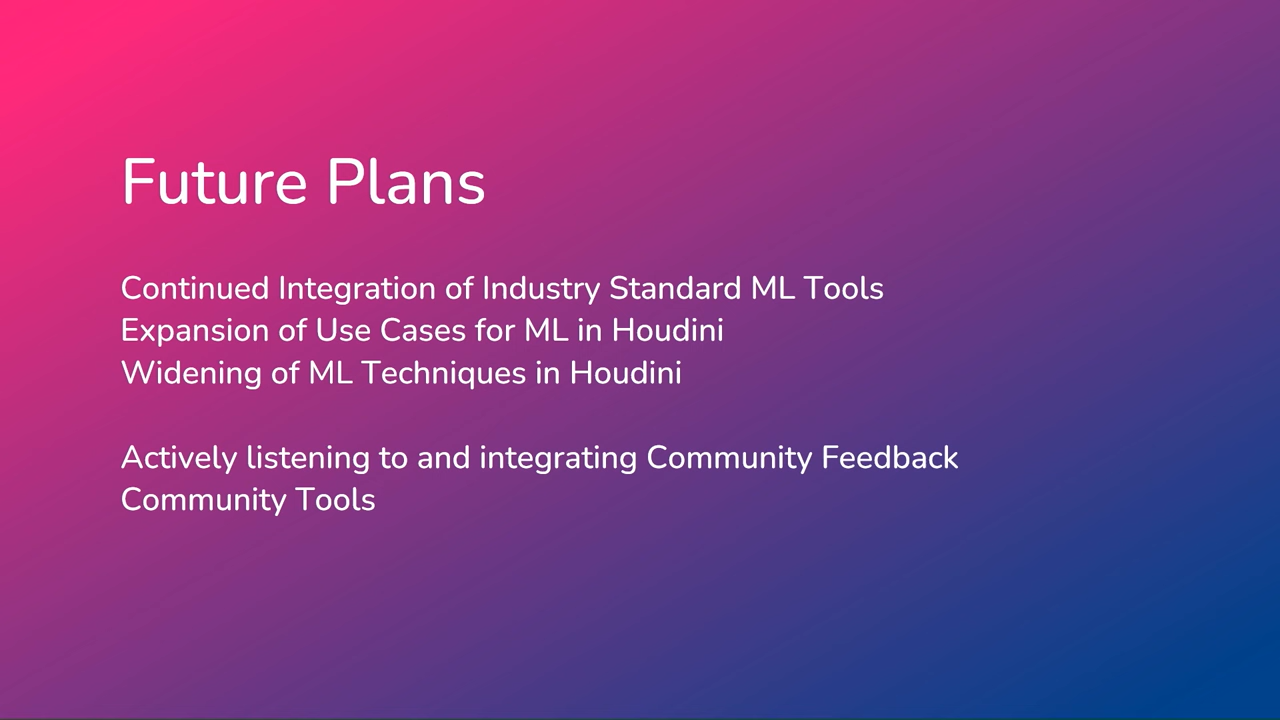 Future Plans
Continued Integration of Industry Standard ML Tools
Expansion of Use Cases for ML in Houdini
Widening of ML Techniques in Houdini
Actively listening to and integrating Community Feedback
Community Tools